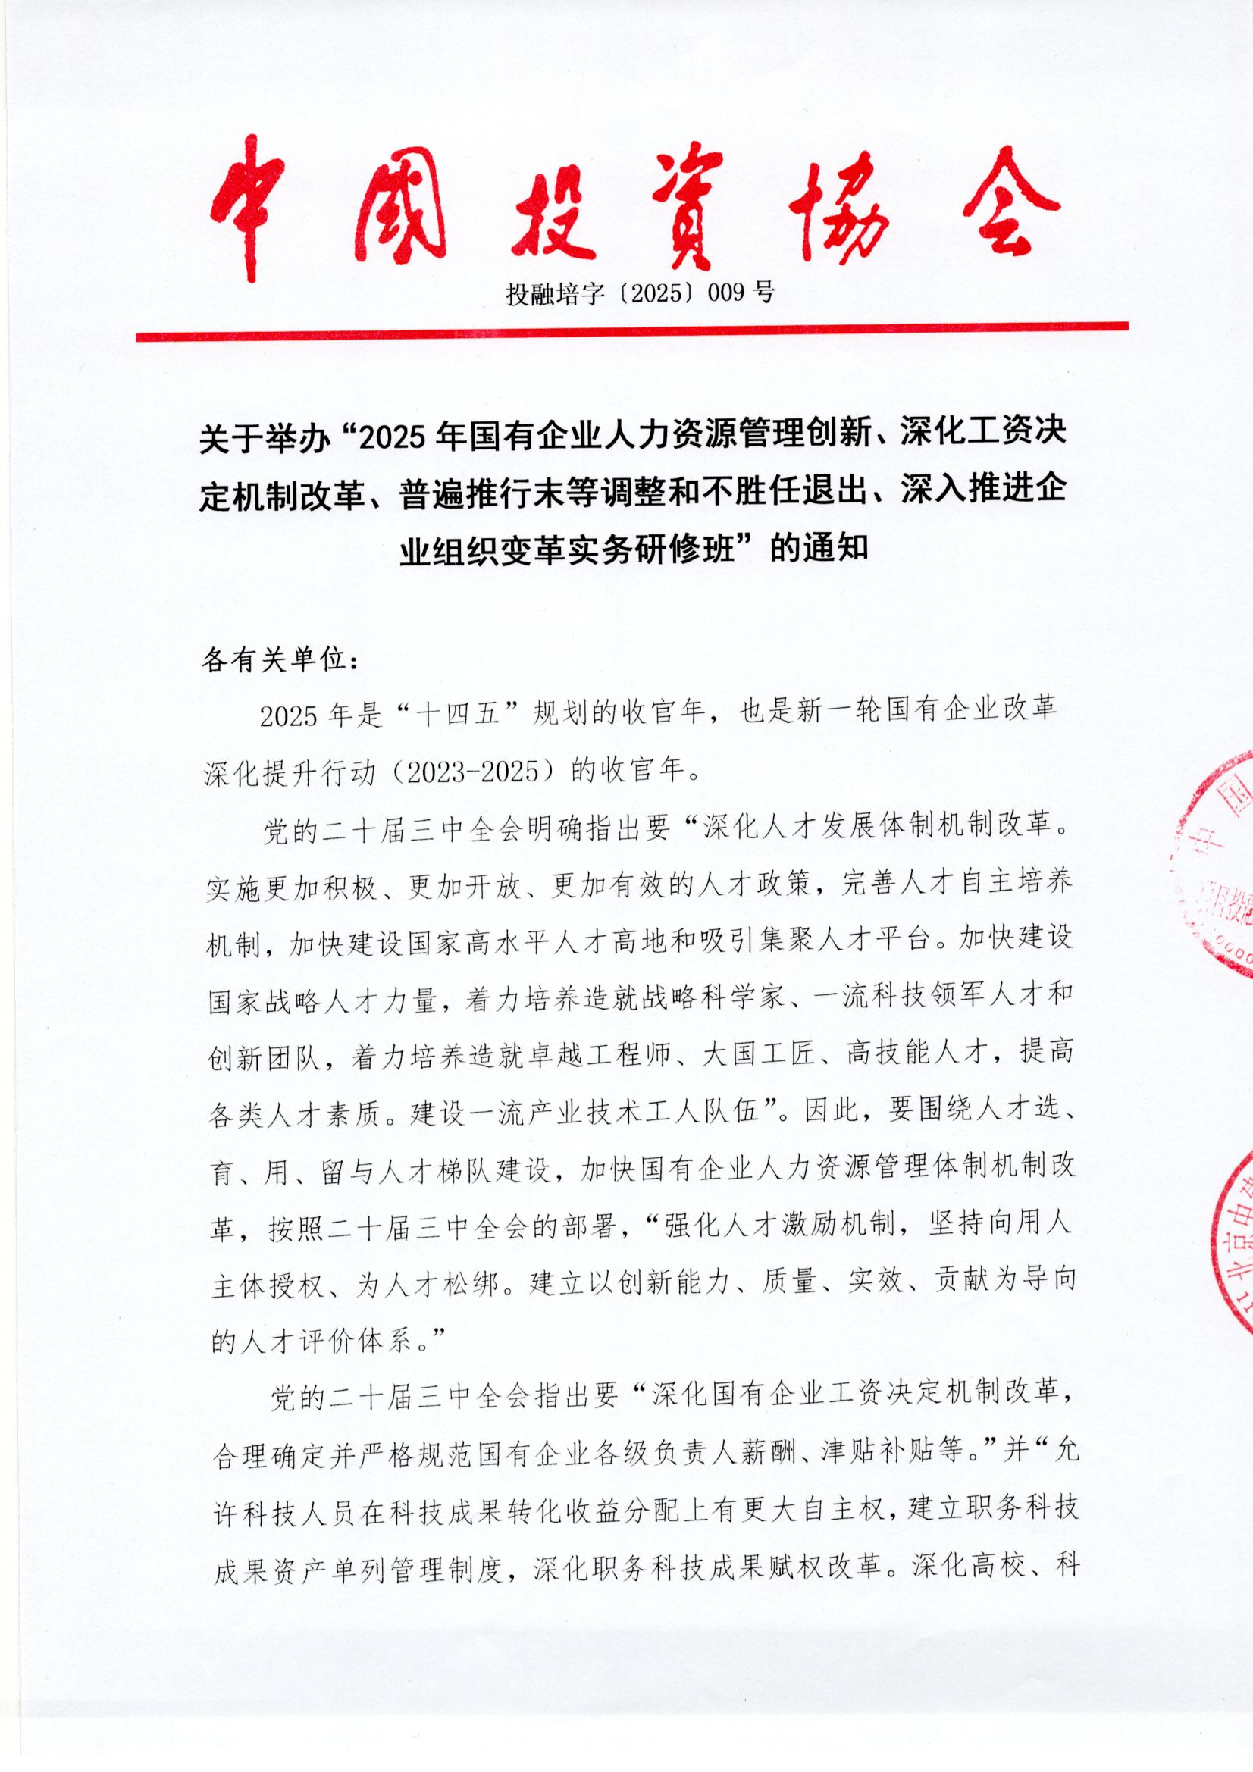 中國投資協会
投融培字〔2025〕009号
关于举办“2025年国有企业人力资源管理创新、深化工资决
定机制改革、普遍推行末等调整和不胜任退出、深入推进企
业组织变革实务研修班”的通知
各有关单位：
2025年是“十四五”规划的收官年，也是新一轮国有企业改革
深化提升行动（2023-2025）的收官年。
党的二十届三中全会明确指出要“深化人才发展体制机制改革。
实施更加积极、更加开放、更加有效的人才政策，完善人才自主培养
机制，加快建设国家高水平人才高地和吸引集聚人才平台。加快建设
国家战略人才力量，着力培养造就战略科学家、一流科技领军人才和
创新团队，着力培养造就卓越工程师、大国工匠、高技能人才，提高
各类人才素质。建设一流产业技术工人队伍”。因此，要围绕人才选、
育、用、留与人才梯队建设，加快国有企业人力资源管理体制机制改
革，按照二十届三中全会的部署，“强化人才激励机制，坚持向用人
主体授权、为人才松绑。建立以创新能力、质量、实效、贡献为导向
的人才评价体系。”
党的二十届三中全会指出要“深化国有企业工资决定机制改革，
合理确定并严格规范国有企业各级负责人薪酬、津贴补贴等。”并“允
许科技人员在科技成果转化收益分配上有更大自主权，建立职务科技
成果资产单列管理制度，深化职务科技成果赋权改革。深化高校、科
中国
北京中